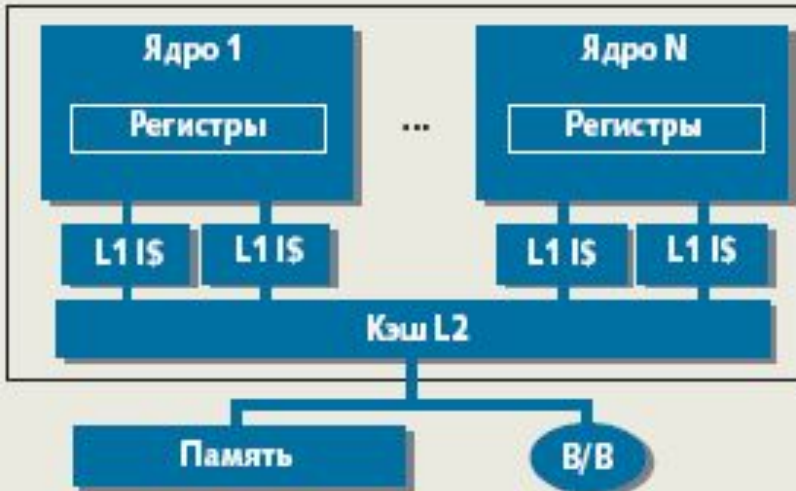 Ядро 1 Ядро N
Регистры ... Регистры
L1 I$ L1 I$ L1 I$ L1 I$
Кэш L2
Память В/В